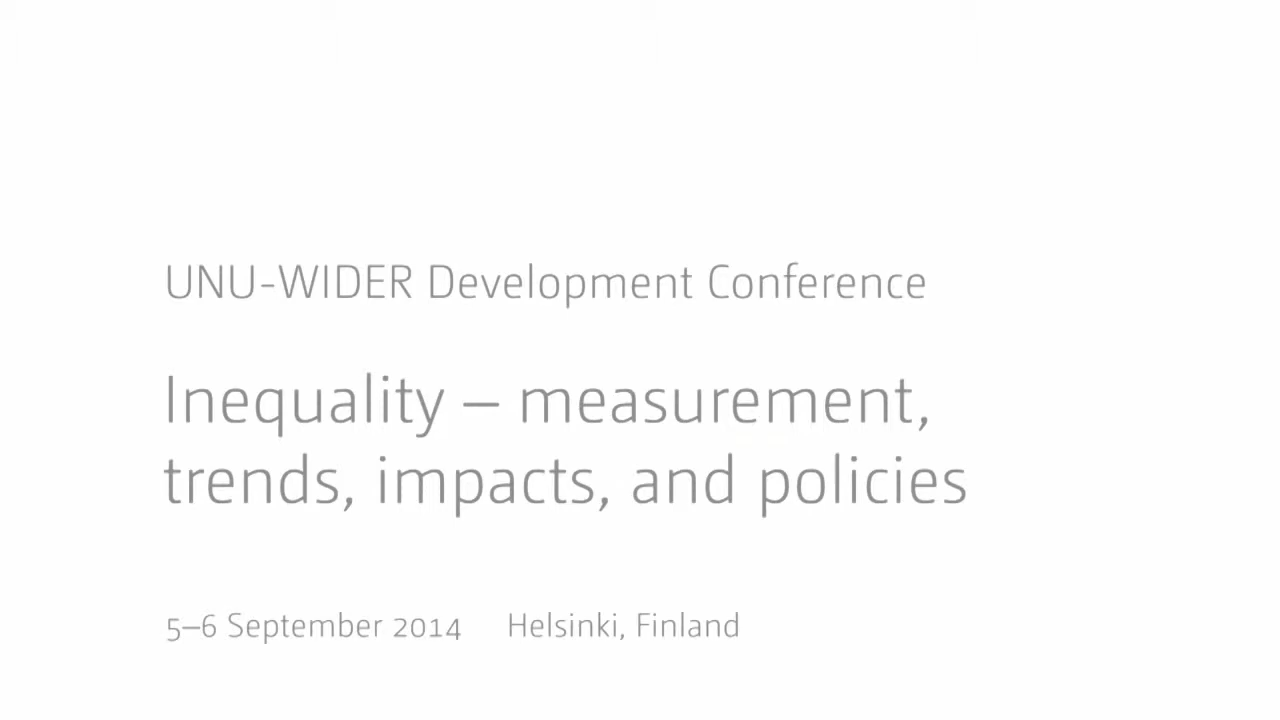 UNU-WIDER Development Conference
Inequality – measurement,
trends, impacts, and policies
5–6 September 2014 Helsinki, Finland